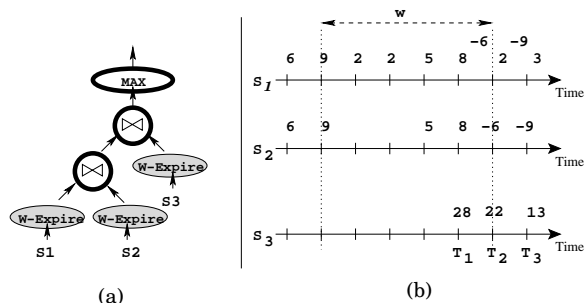 MAX
W-Expire
S3
W-Expire W-Expire
S1 S2
(a)
w
-6 -9
6 9 2 2 5 8 2 3
S1 Time
6 9 5 8 -6 -9
S2 Time
28 22 13
S3 Time
T1 T2 T3
(b)